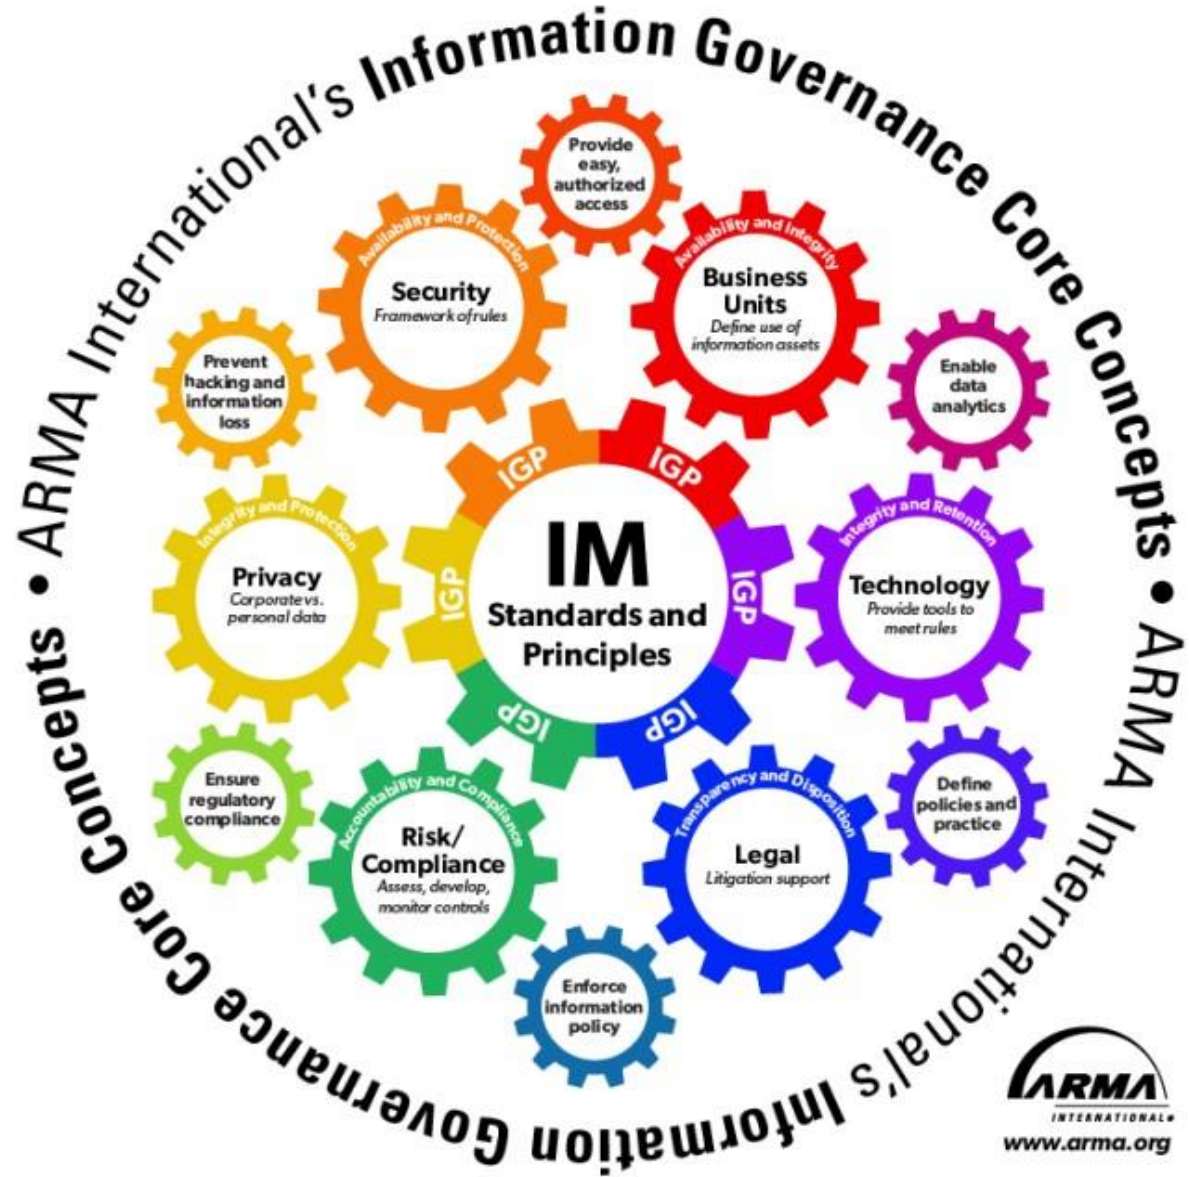 ARMA International's Information Governance Core Concepts •
ARMA International's Information Governance Core Concepts •
Provide
easy,
authorized
access
Availability and Protection
Security
Framework of rules
Availability and Integrity
Business
Units
Define use of
information assets
Prevent
hacking and
information
loss
Enable
data
analytics
IGP
IGP
Integrity and Protection
Privacy
Corporate vs.
personal data
IGP
IM
Standards and
Principles
IGP
Integrity and Retention
Technology
Provide tools to
meet rules
IGP
IGP
Ensure
regulatory
compliance
Accountability and Compliance
Risk/
Compliance
Assess, develop,
monitor controls
Transparency and Disposition
Legal
Litigation support
Define
policies and
practice
Enforce
information
policy
ARMA
INTERNATIONAL®
www.arma.org